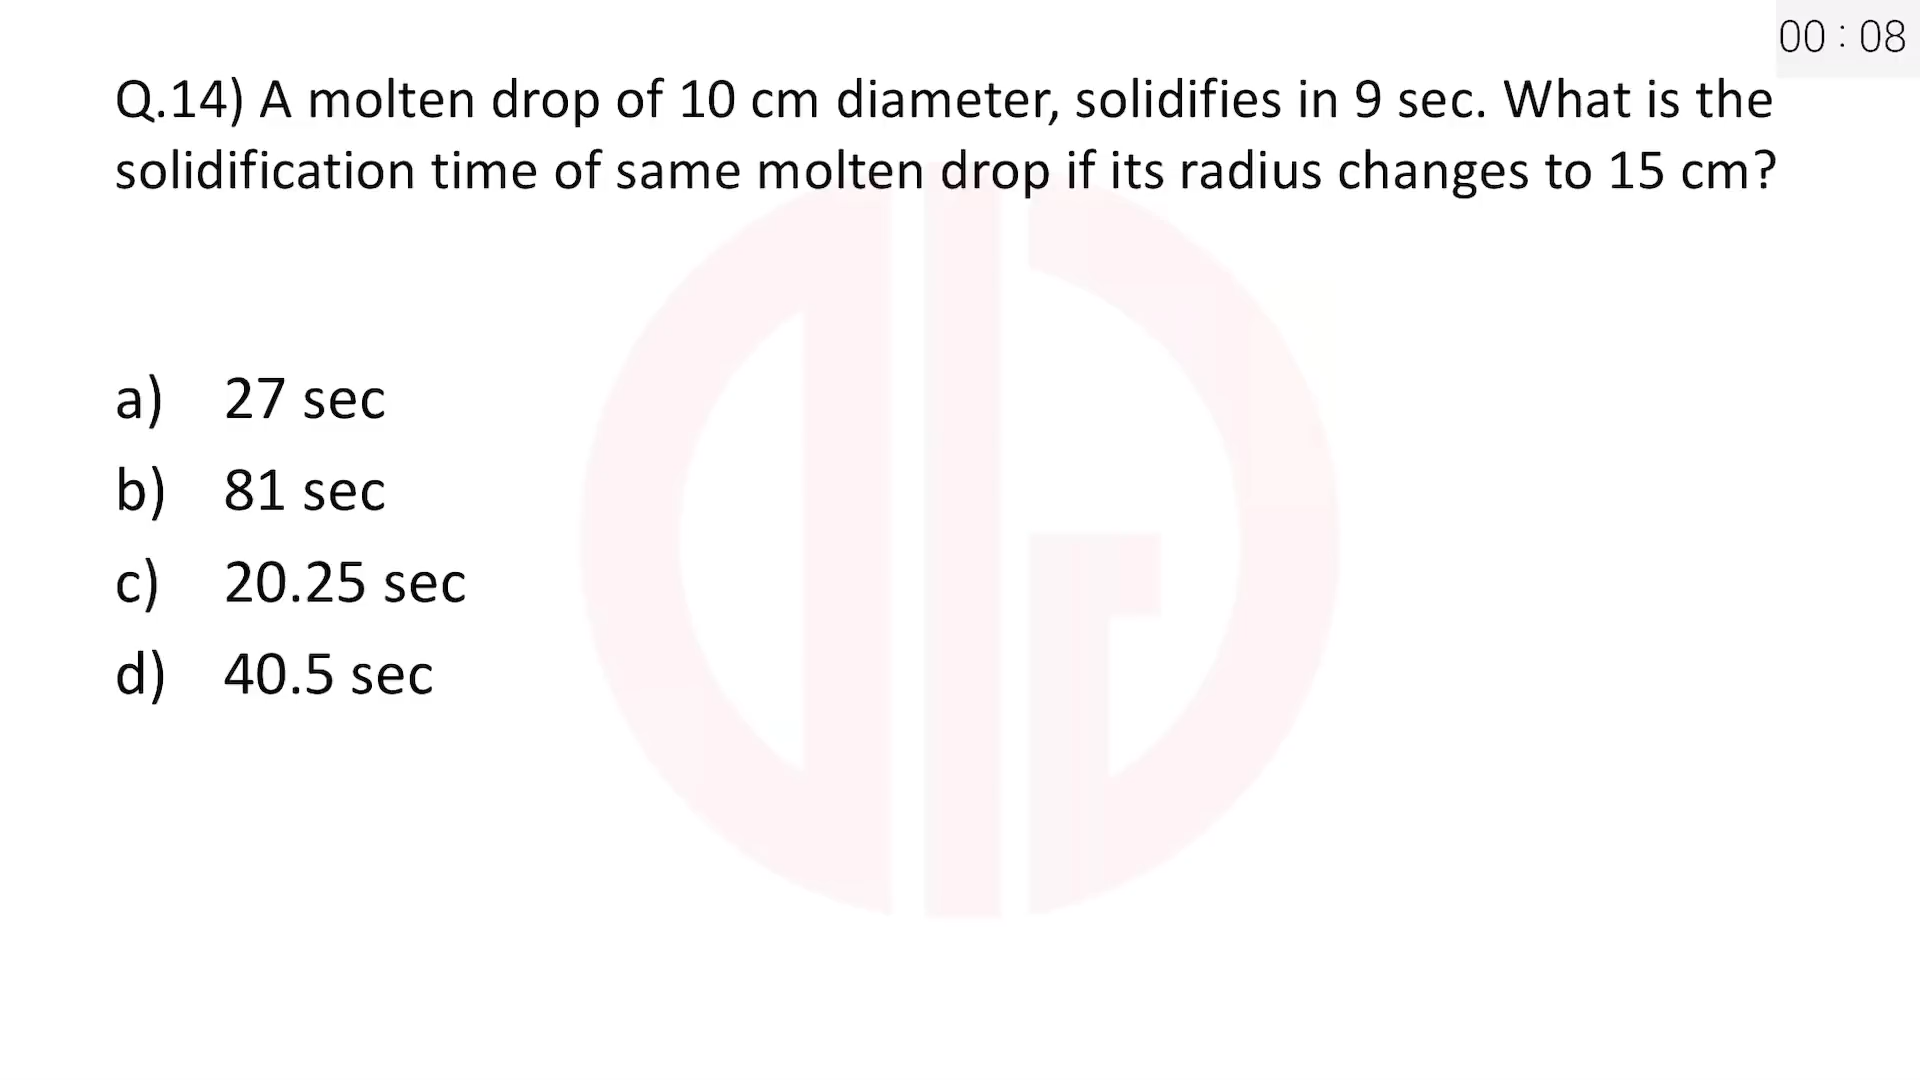 00 : 08
Q.14) A molten drop of 10 cm diameter, solidifies in 9 sec. What is the
solidification time of same molten drop if its radius changes to 15 cm?
a) 27 sec
b) 81 sec
c) 20.25 sec
d) 40.5 sec